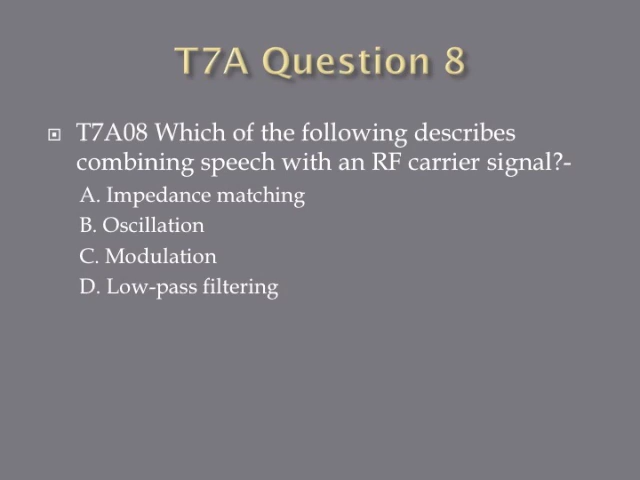 T7A Question 8
T7A08 Which of the following describes
combining speech with an RF carrier signal?-
A. Impedance matching
B. Oscillation
C. Modulation
D. Low-pass filtering